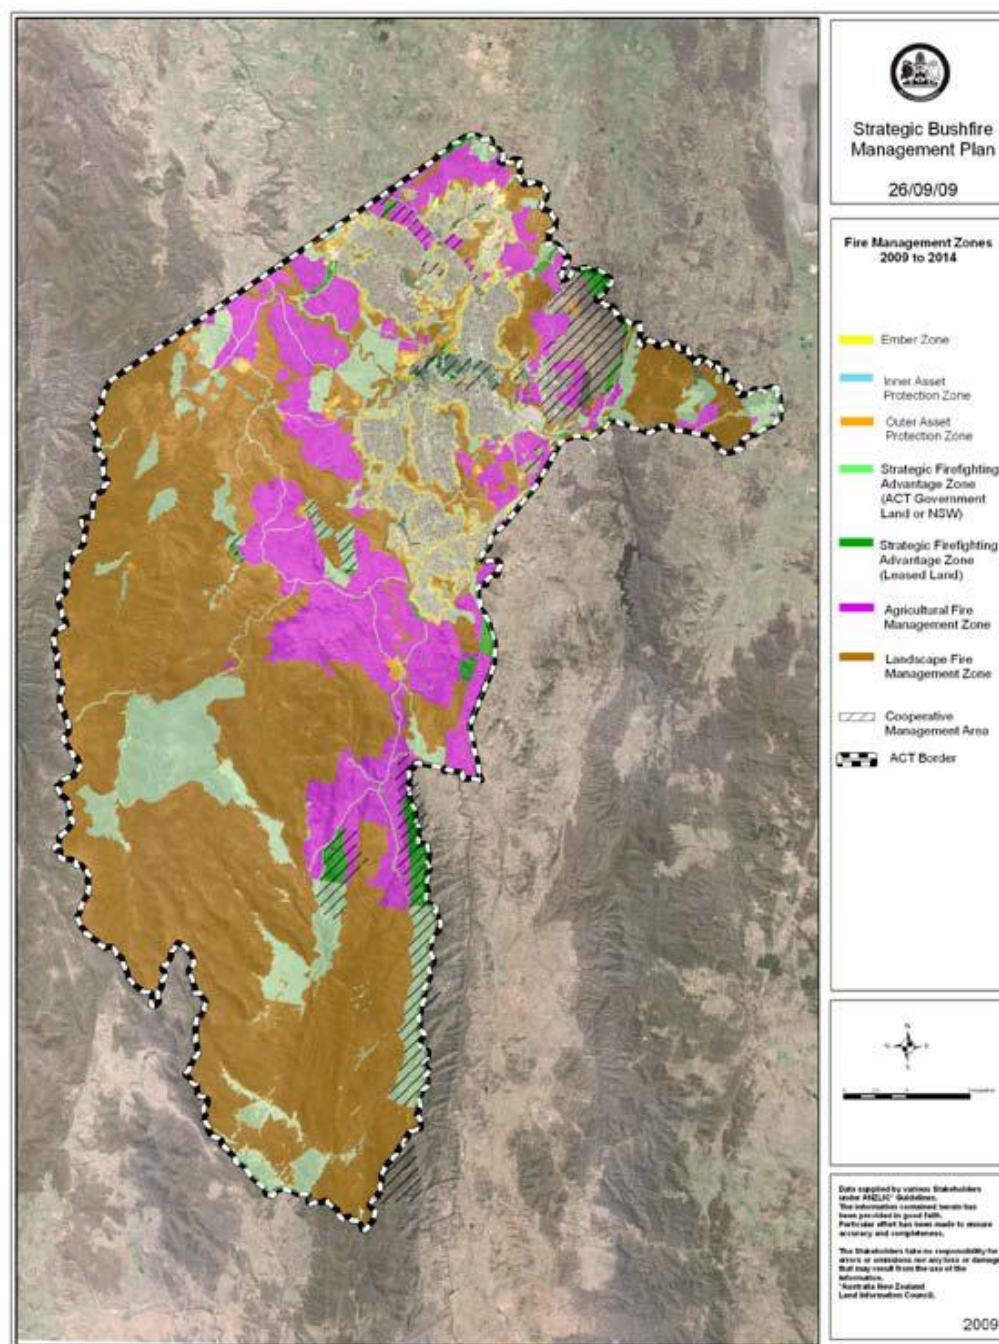 Strategic Bushfire
Management Plan
26/09/09
Fire Management Zones
2009 to 2014
Ember Zone
Inner Asset
Protection Zone
Outer Asset
Protection Zone
Strategic Firefighting
Advantage Zone
(ACT Government
Land or NSW)
Strategic Firefighting
Advantage Zone
(Leased Land)
Agricultural Fire
Management Zone
Landscape Fire
Management Zone
Cooperative
Management Area
ACT Border
Data supplied by various Stakeholders
under ANZLIC* Guidelines.
The information contained herein has
been provided in good faith.
Particular effort has been made to ensure
accuracy and completeness.
The Stakeholders take no responsibility for
errors or omissions nor any loss or damage
that may result from the use of the
information.
*Australia New Zealand
Land Information Council.
2009